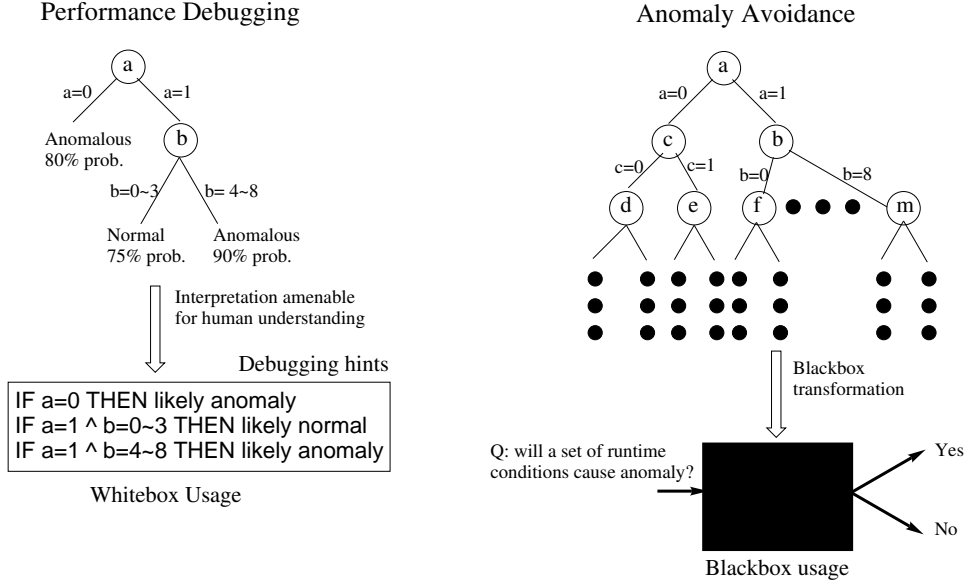 Performance Debugging
a
a=0
a=1
Anomalous
80% prob.
b
b=0~3
b= 4~8
Normal
75% prob.
Anomalous
90% prob.
Interpretation amenable
for human understanding
Debugging hints
IF a=0 THEN likely anomaly
IF a=1 ^ b=0~3 THEN likely normal
IF a=1 ^ b=4~8 THEN likely anomaly
Whitebox Usage
Anomaly Avoidance
a
a=0
a=1
c
b
c=0
c=1
b=0
b=8
d
e
f
m
Blackbox
transformation
Q: will a set of runtime
conditions cause anomaly?
Yes
No
Blackbox usage